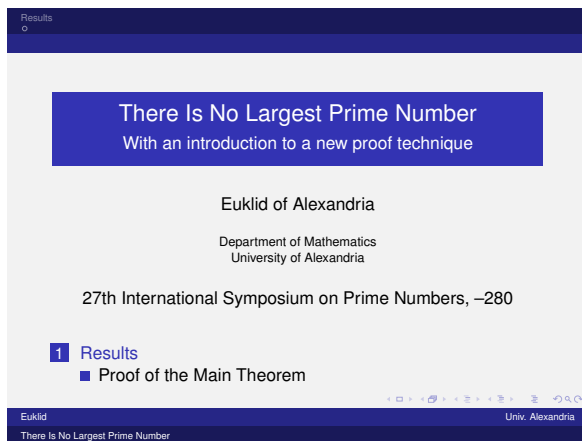 Results
There Is No Largest Prime Number
With an introduction to a new proof technique
Euklid of Alexandria
Department of Mathematics
University of Alexandria
27th International Symposium on Prime Numbers, –280
1 Results
Proof of the Main Theorem
Euklid Univ. Alexandria
There Is No Largest Prime Number